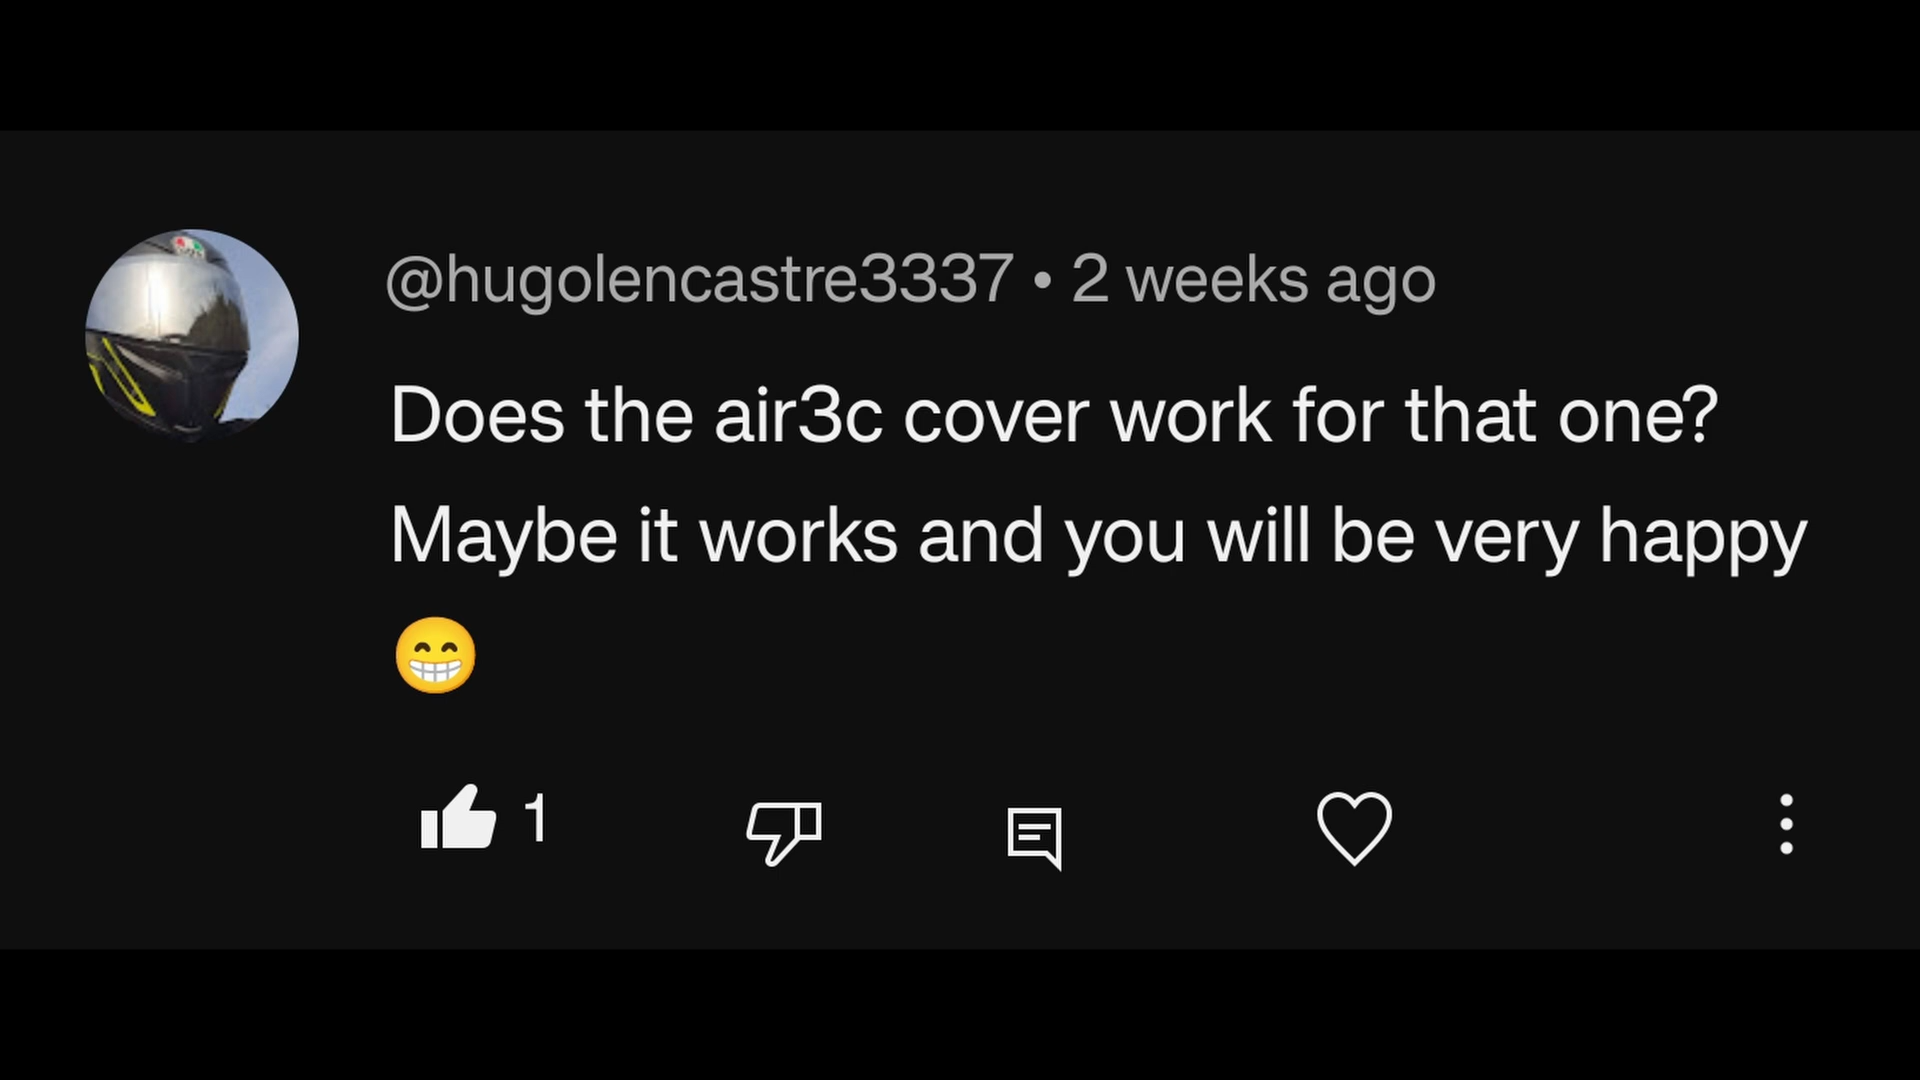 @hugolencastre3337 • 2 weeks ago
Does the air3c cover work for that one?
Maybe it works and you will be very happy
😁
1